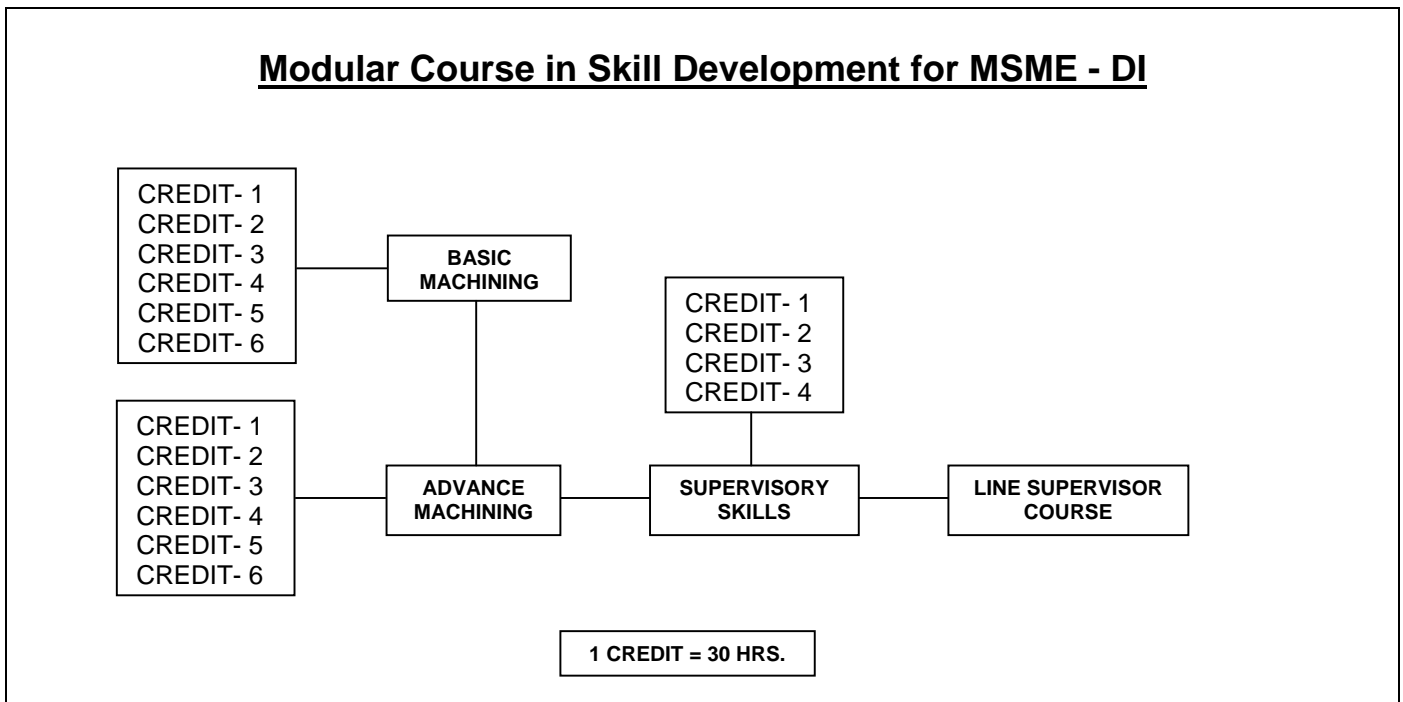 Modular Course in Skill Development for MSME - DI
CREDIT- 1
CREDIT- 2
CREDIT- 3
CREDIT- 4
CREDIT- 5
CREDIT- 6
BASIC
MACHINING
CREDIT- 1
CREDIT- 2
CREDIT- 3
CREDIT- 4
CREDIT- 1
CREDIT- 2
CREDIT- 3
CREDIT- 4
CREDIT- 5
CREDIT- 6
ADVANCE
MACHINING
SUPERVISORY
SKILLS
LINE SUPERVISOR
COURSE
1 CREDIT = 30 HRS.